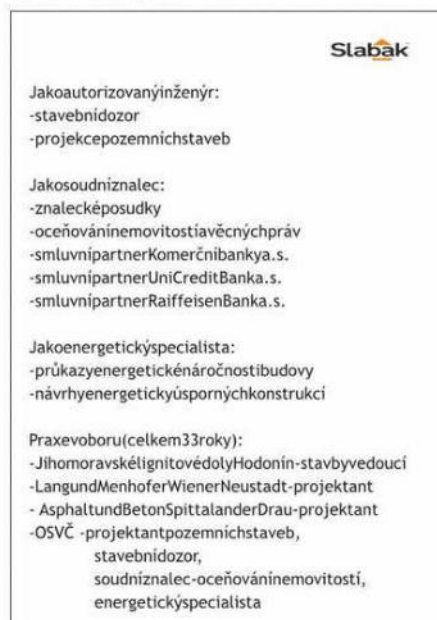 Slabak
Jakoautorizovanýinženýr:
-stavebnídozor
-projekcepozemníchstaveb
Jakosoudníznalec:
-znalecképosudky
-oceňovánínemovitostíavěcnýchpráv
-smluvnípartnerKomerčníbankya.s.
-smluvnípartnerUniCreditBanka.s.
-smluvnípartnerRaiffeisenBanka.s.
Jakoenergetickýspecialista:
-průkazyenergetickénáročnostibudovy
-návrhyenergetickyúspornýchkonstrukcí
Praxevoboru(celkem33roky):
-JihomoravskélignitovédolyHodonín-stavbyvedoucí
-LangundMenhoferWienerNeustadt-projektant
- AsphaltundBetonSpittalanderDrau-projektant
-OSVČ -projektantpozemníchstaveb,
stavebnídozor,
soudníznalec-oceňovánínemovitostí,
energetickýspecialista